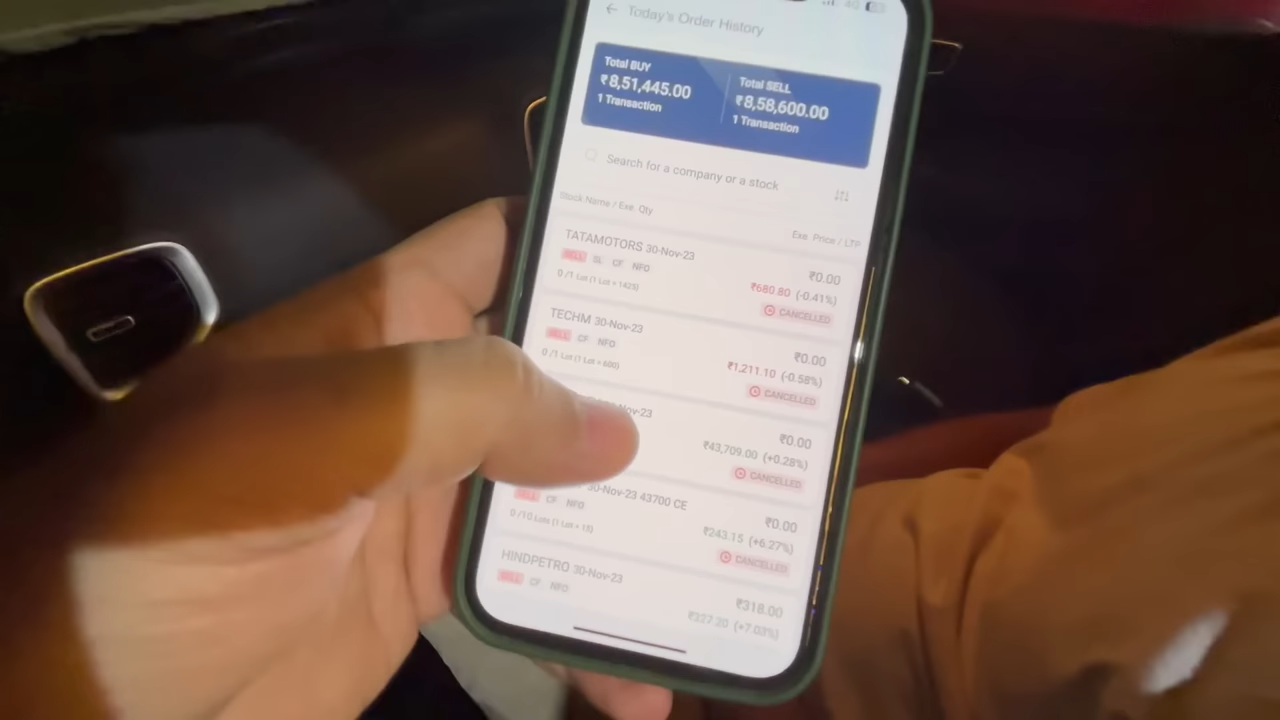 4G
Today's Order History
Total BUY
₹8,51,445.00
1 Transaction
Total SELL
₹8,58,600.00
1 Transaction
Search for a company or a stock
Stock Name / Exe. Qty
Exe. Price / LTP
TATAMOTORS 30-Nov-23
₹0.00
SELL SL CF NFO
₹680.80 (-0.41%)
0 /1 Lot (1 Lot = 1425)
CANCELLED
TECHM 30-Nov-23
₹0.00
SELL CF NFO
₹1,211.10 (-0.58%)
0 /1 Lot (1 Lot = 600)
CANCELLED
Nov-23
₹0.00
₹43,709.00 (+0.28%)
CANCELLED
30-Nov-23 43700 CE
₹0.00
SELL CF NFO
₹243.15 (+6.27%)
0 /10 Lots (1 Lot = 15)
CANCELLED
HINDPETRO 30-Nov-23
₹318.00
SELL CF NFO
₹327.20 (+7.03%)